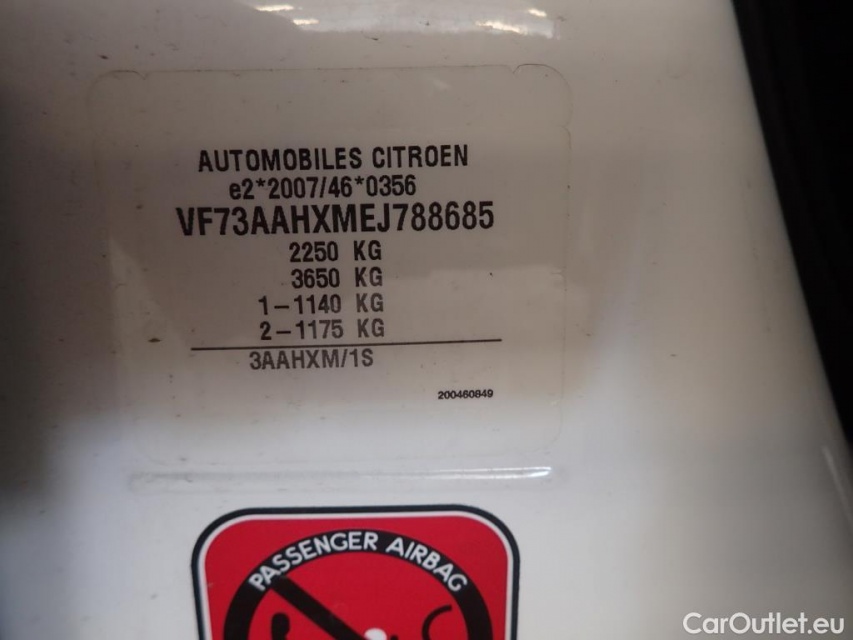 AUTOMOBILES CITROEN
e2*2007/46*0356
VF73AAHXMEJ788685
2250 KG
3650 KG
1-1140 KG
2-1175 KG
3AAHXM/1S
200460849
PASSENGER AIRBAG
CarOutlet.eu